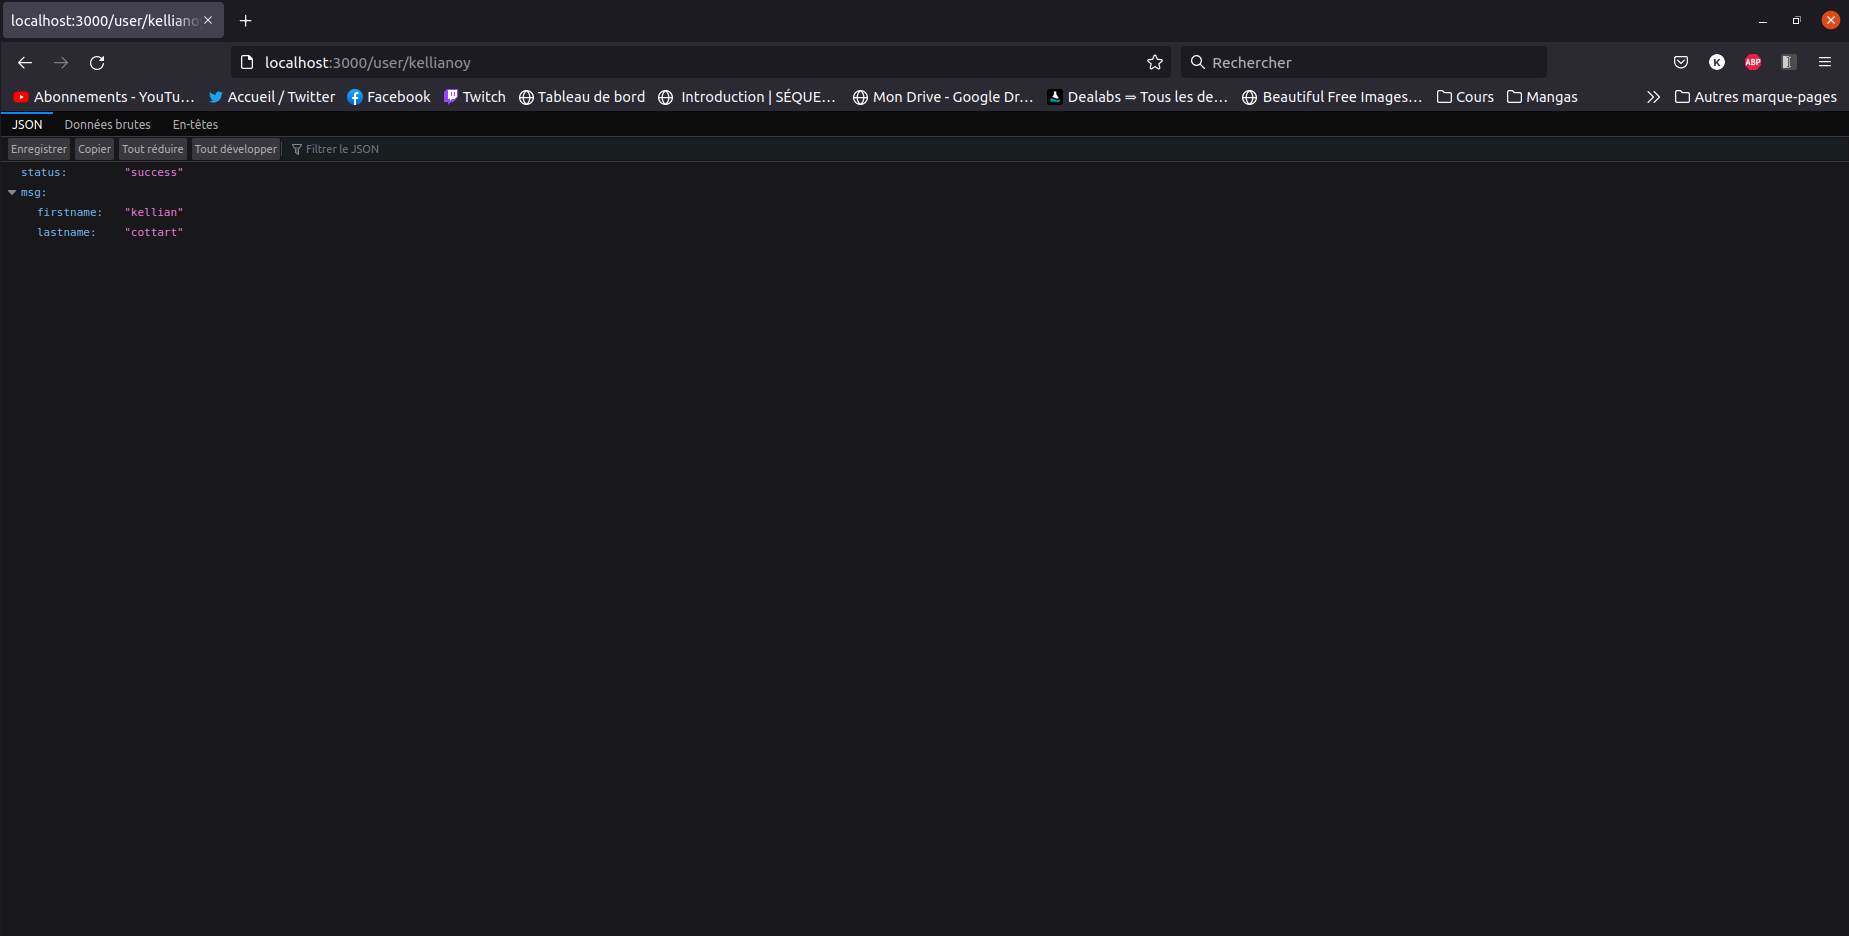 localhost:3000/user/kelliano
localhost:3000/user/kellianoy
Rechercher
K
ABP
Abonnements - YouTu… Accueil / Twitter Facebook Twitch Tableau de bord Introduction | SÉQUE… Mon Drive - Google Dr… Dealabs ⇒ Tous les de… Beautiful Free Images… Cours Mangas Autres marque-pages
JSON Données brutes En-têtes
Enregistrer Copier Tout réduire Tout développer Filtrer le JSON
status: "success"
msg:
firstname: "kellian"
lastname: "cottart"